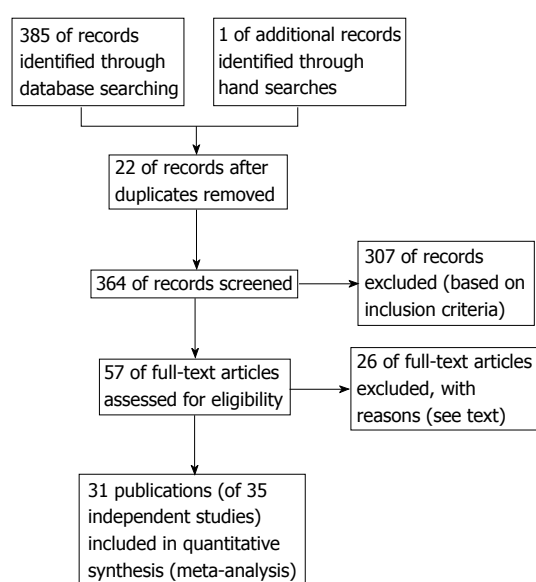 385 of records
identified through
database searching
1 of additional records
identified through
hand searches
22 of records after
duplicates removed
364 of records screened
307 of records
excluded (based on
inclusion criteria)
57 of full-text articles
assessed for eligibility
26 of full-text articles
excluded, with
reasons (see text)
31 publications (of 35
independent studies)
included in quantitative
synthesis (meta-analysis)